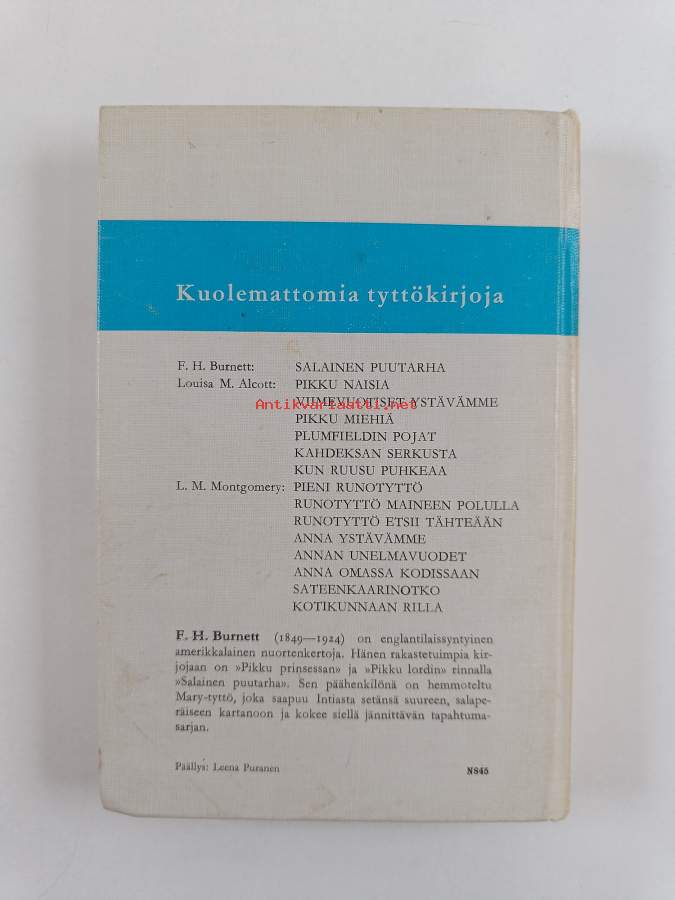 Kuolemattomia tyttökirjoja
F. H. Burnett: SALAINEN PUUTARHA
Louisa M. Alcott: PIKKU NAISIA
VIIMEVUOTISET YSTÄVÄMME
Antikvariaatti.net
PIKKU MIEHIÄ
PLUMFIELDIN POJAT
KAHDEKSAN SERKUSTA
KUN RUUSU PUHKEAA
L. M. Montgomery: PIENI RUNOTYTTÖ
RUNOTYTTÖ MAINEEN POLULLA
RUNOTYTTÖ ETSII TÄHTEÄÄN
ANNA YSTÄVÄMME
ANNAN UNELMAVUODET
ANNA OMASSA KODISSAAN
SATEENKAARINOTKO
KOTIKUNNAAN RILLA
F. H. Burnett (1849—1924) on englantilaissyntyinen
amerikkalainen nuortenkertoja. Hänen rakastetuimpia kir-
jojaan on »Pikku prinsessan» ja »Pikku lordin» rinnalla
»Salainen puutarha». Sen päähenkilönä on hemmoteltu
Mary-tyttö, joka saapuu Intiasta setänsä suureen, salape-
räiseen kartanoon ja kokee siellä jännittävän tapahtuma-
sarjan.
Päällys: Leena Puranen N845